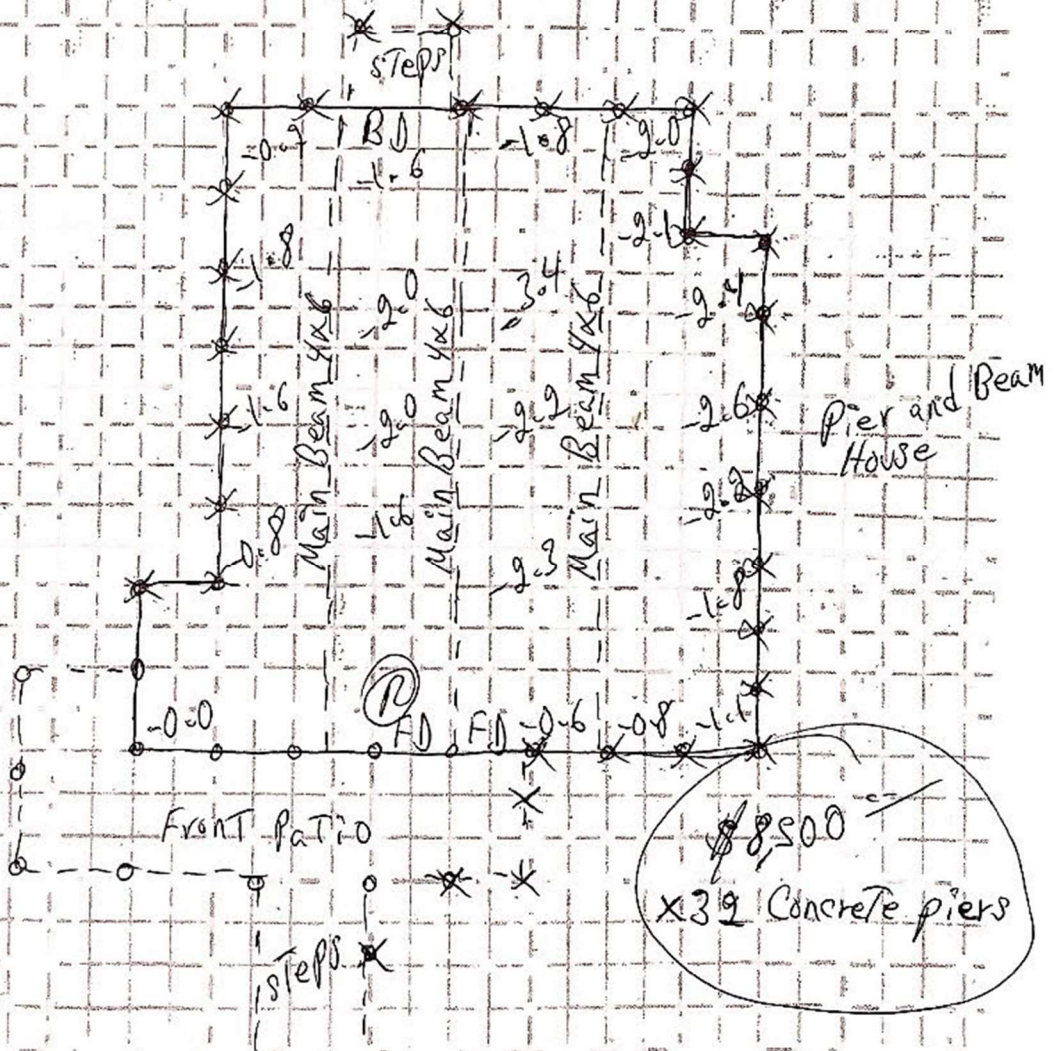 steps
BD
-0.7
-1.8
-2.0
-1.6
-2.1
-1.8
-2.0
-3.4
-2.1
Main Beam 4x6
Main Beam 4x6
Main Beam 4x6
-1.6
-2.0
-2.2
-2.6
Pier and Beam
House
-1.6
-2.2
-0.8
-2.3
-1.8
-0.0
FD
FD
-0.6
-0.8
-1.1
Front Patio
$8,500
x32 Concrete piers
steps